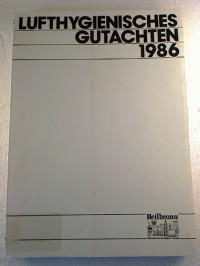 LUFTHYGIENISCHES
GUTACHTEN
1986
Heilbronn